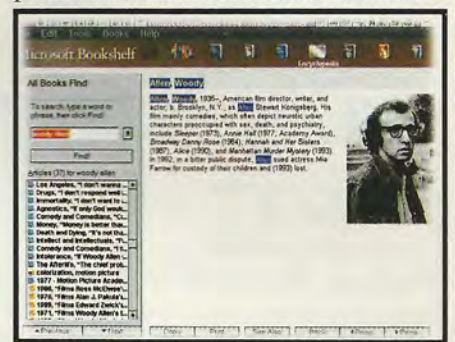 Edit Tools Books Help
Microsoft Bookshelf
Encyclopedia
All Books Find
To search, type a word or
phrase, then click Find!
woody allen
Find!
Articles (37) for woody allen
Los Angeles, "I don't wanna...
Drugs, "I don't respond well t...
Immortality, "I don't want to...
Agnostics, "If only God would...
Comedy and Comedians, "C...
Money, "Money is better than...
Death and Dying, "It's not tha...
Intellect and Intellectuals, "F...
Comedy and Comedians, "I t...
Intolerance, "If Woody Allen...
The Afterlife, "The chief prob...
colorization, motion picture
1977 - Motion Picture Acade...
1986, "Films Ross McElwee's...
1978, "Films Alan J. Pakula's...
1989, "Films Edward Zwick's...
1971, "Films Woody Allen's...
Allen, Woody
Allen, Woody, 1935–, American film director, writer, and
actor; b. Brooklyn, N.Y., as Allen Stewart Konigsberg. His
film mainly comedies, which often depict neurotic urban
characters preoccupied with sex, death, and psychiatry,
include Sleeper (1973), Annie Hall (1977; Academy Award),
Broadway Danny Rose (1984), Hannah and Her Sisters
(1987), Alice (1990), and Manhattan Murder Mystery (1993).
In 1992, in a bitter public dispute, Allen sued actress Mia
Farrow for custody of their children and (1993) lost.
Previous Next Copy Print See Also Back